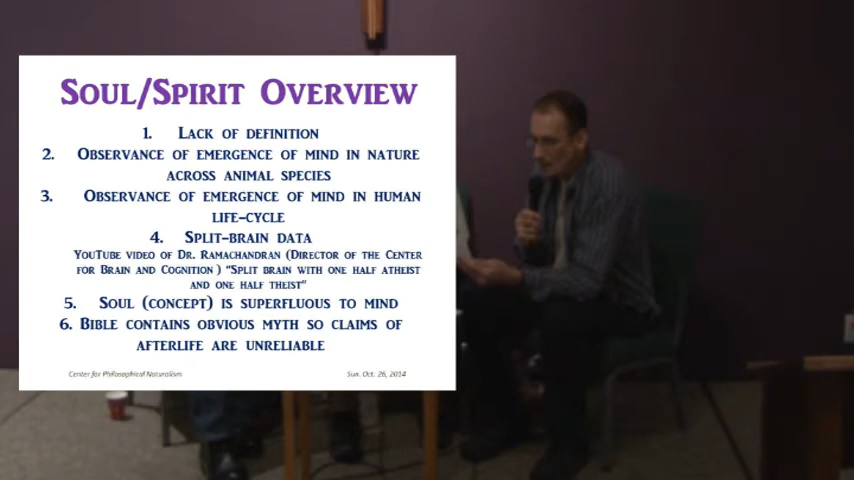 Soul/Spirit Overview
1. Lack of definition
2. Observance of emergence of mind in nature
across animal species
3. Observance of emergence of mind in human
life-cycle
4. Split-brain data
YouTube video of Dr. Ramachandran (Director of the Center
for Brain and Cognition ) "Split brain with one half atheist
and one half theist"
5. Soul (concept) is superfluous to mind
6. Bible contains obvious myth so claims of
afterlife are unreliable
Center for Philosophical Naturalism Sun. Oct. 26, 2014